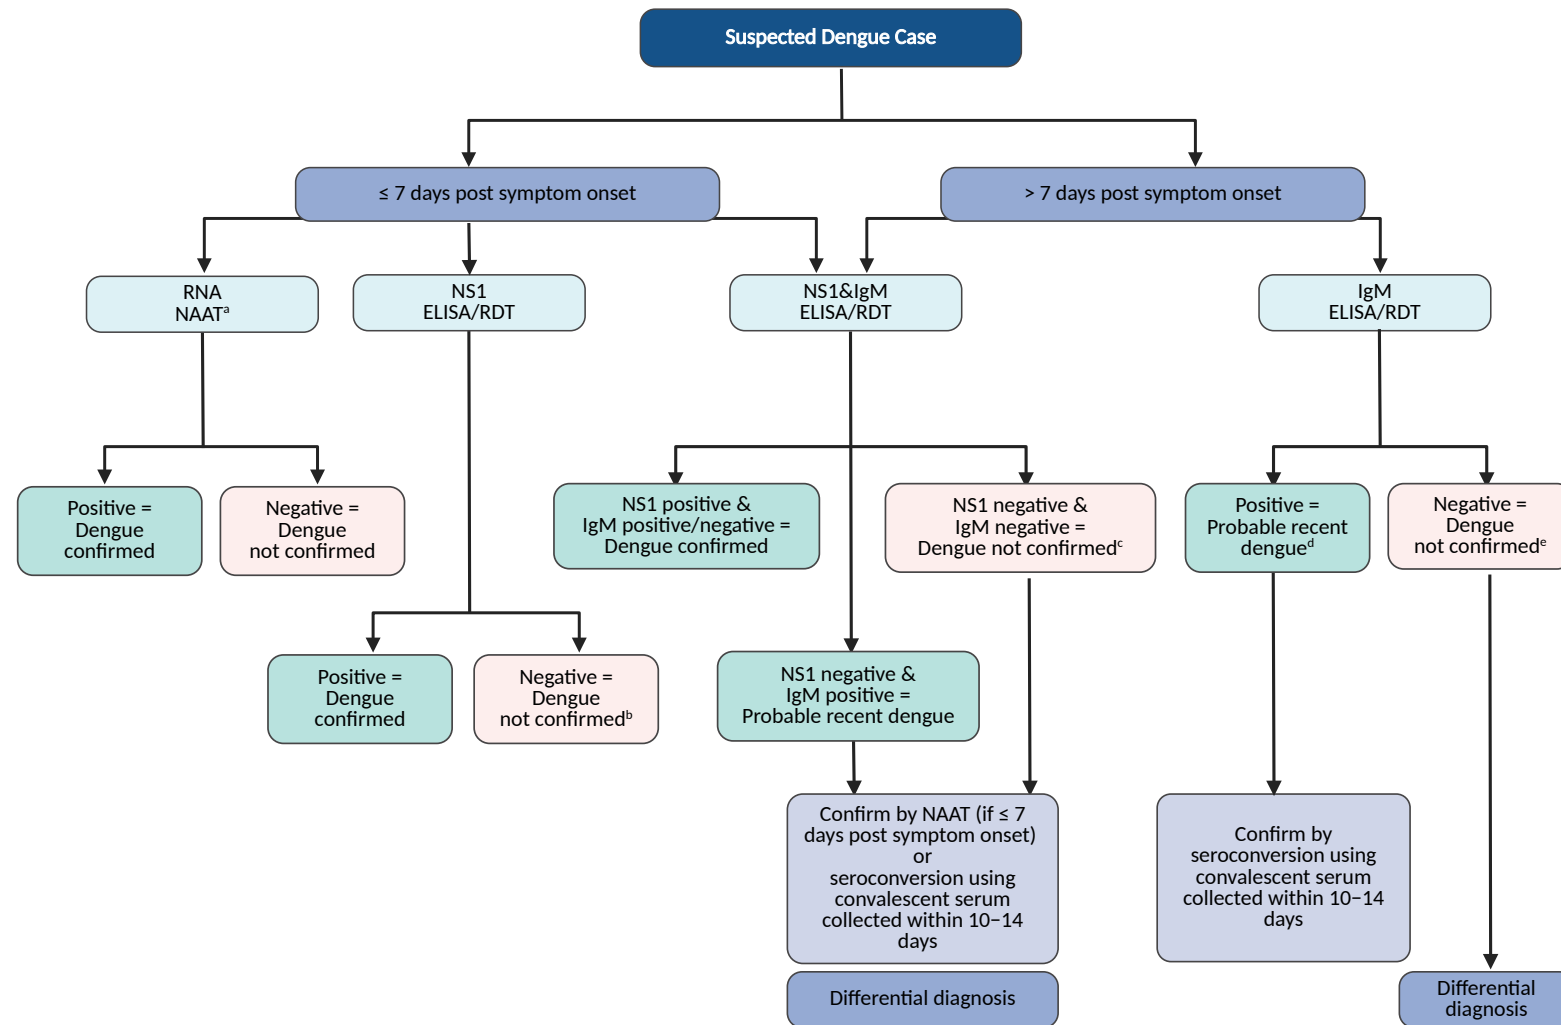 Suspected Dengue Case
≤ 7 days post symptom onset
> 7 days post symptom onset
RNA
NAATᵃ
NS1
ELISA/RDT
NS1&IgM
ELISA/RDT
IgM
ELISA/RDT
Positive =
Dengue
confirmed
Negative =
Dengue
not confirmed
NS1 positive &
IgM positive/negative =
Dengue confirmed
NS1 negative &
IgM negative =
Dengue not confirmedᶜ
Positive =
Probable recent
dengueᵈ
Negative =
Dengue
not confirmedᵉ
Positive =
Dengue
confirmed
Negative =
Dengue
not confirmedᵇ
NS1 negative &
IgM positive =
Probable recent dengue
Confirm by NAAT (if ≤ 7
days post symptom onset)
or
seroconversion using
convalescent serum
collected within 10–14
days
Confirm by
seroconversion using
convalescent serum
collected within 10–14
days
Differential diagnosis
Differential
diagnosis